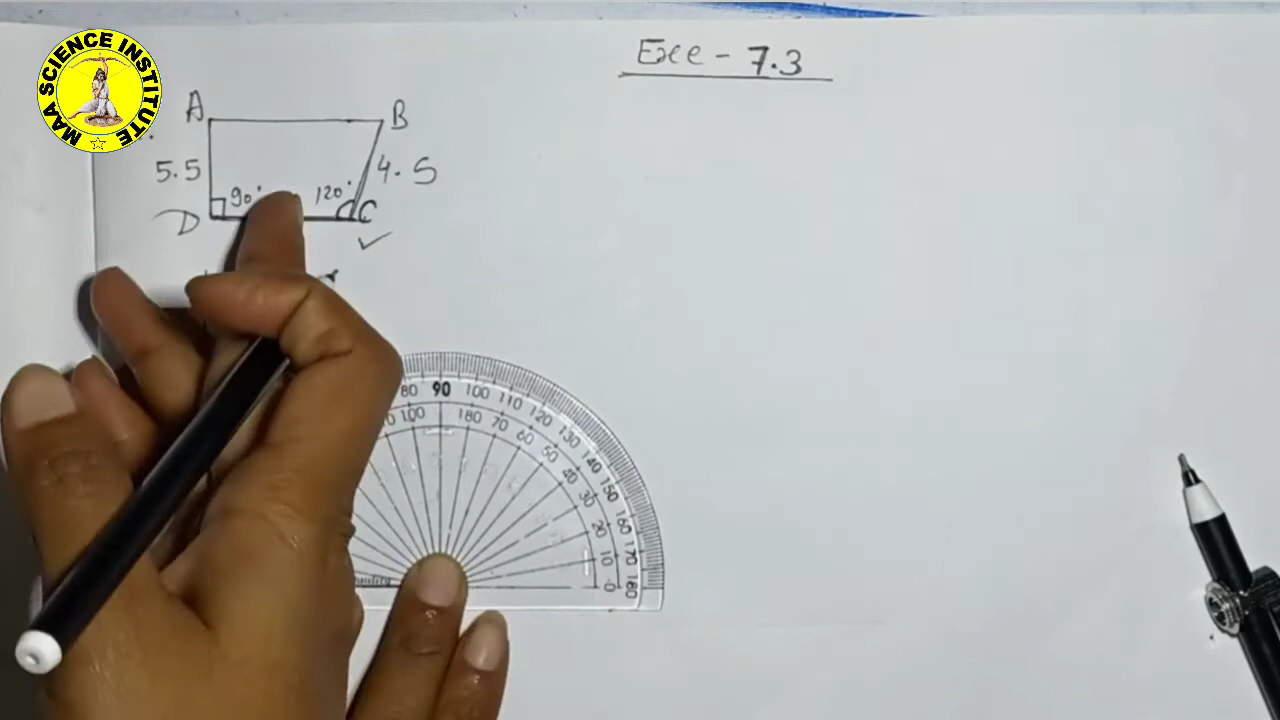 MAA SCIENCE INSTITUTE
Exe - 7.3
A B
5.5 4.5
90° 120°
D C
80 90 100 110 120 130 140 150 160 170 180
100 180 70 60 50 40 30 20 10 0